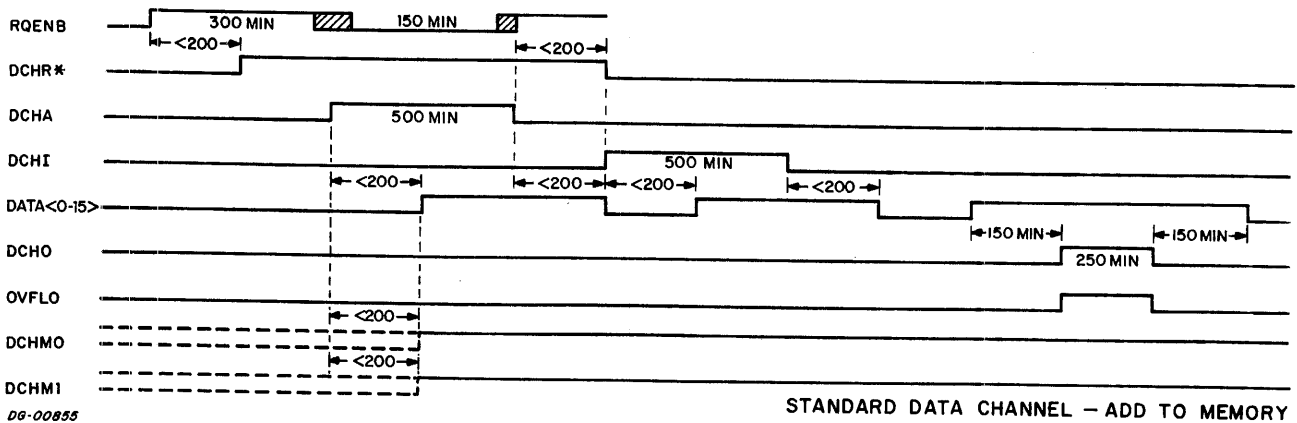 RQENB 300 MIN 150 MIN
<200 <200
DCHR*
DCHA 500 MIN
DCHI 500 MIN
<200 <200 <200 <200
DATA<0-15>
150 MIN 150 MIN
DCHO 250 MIN
OVFLO
<200
DCHMO
<200
DCHM1
DG-00855
STANDARD DATA CHANNEL – ADD TO MEMORY